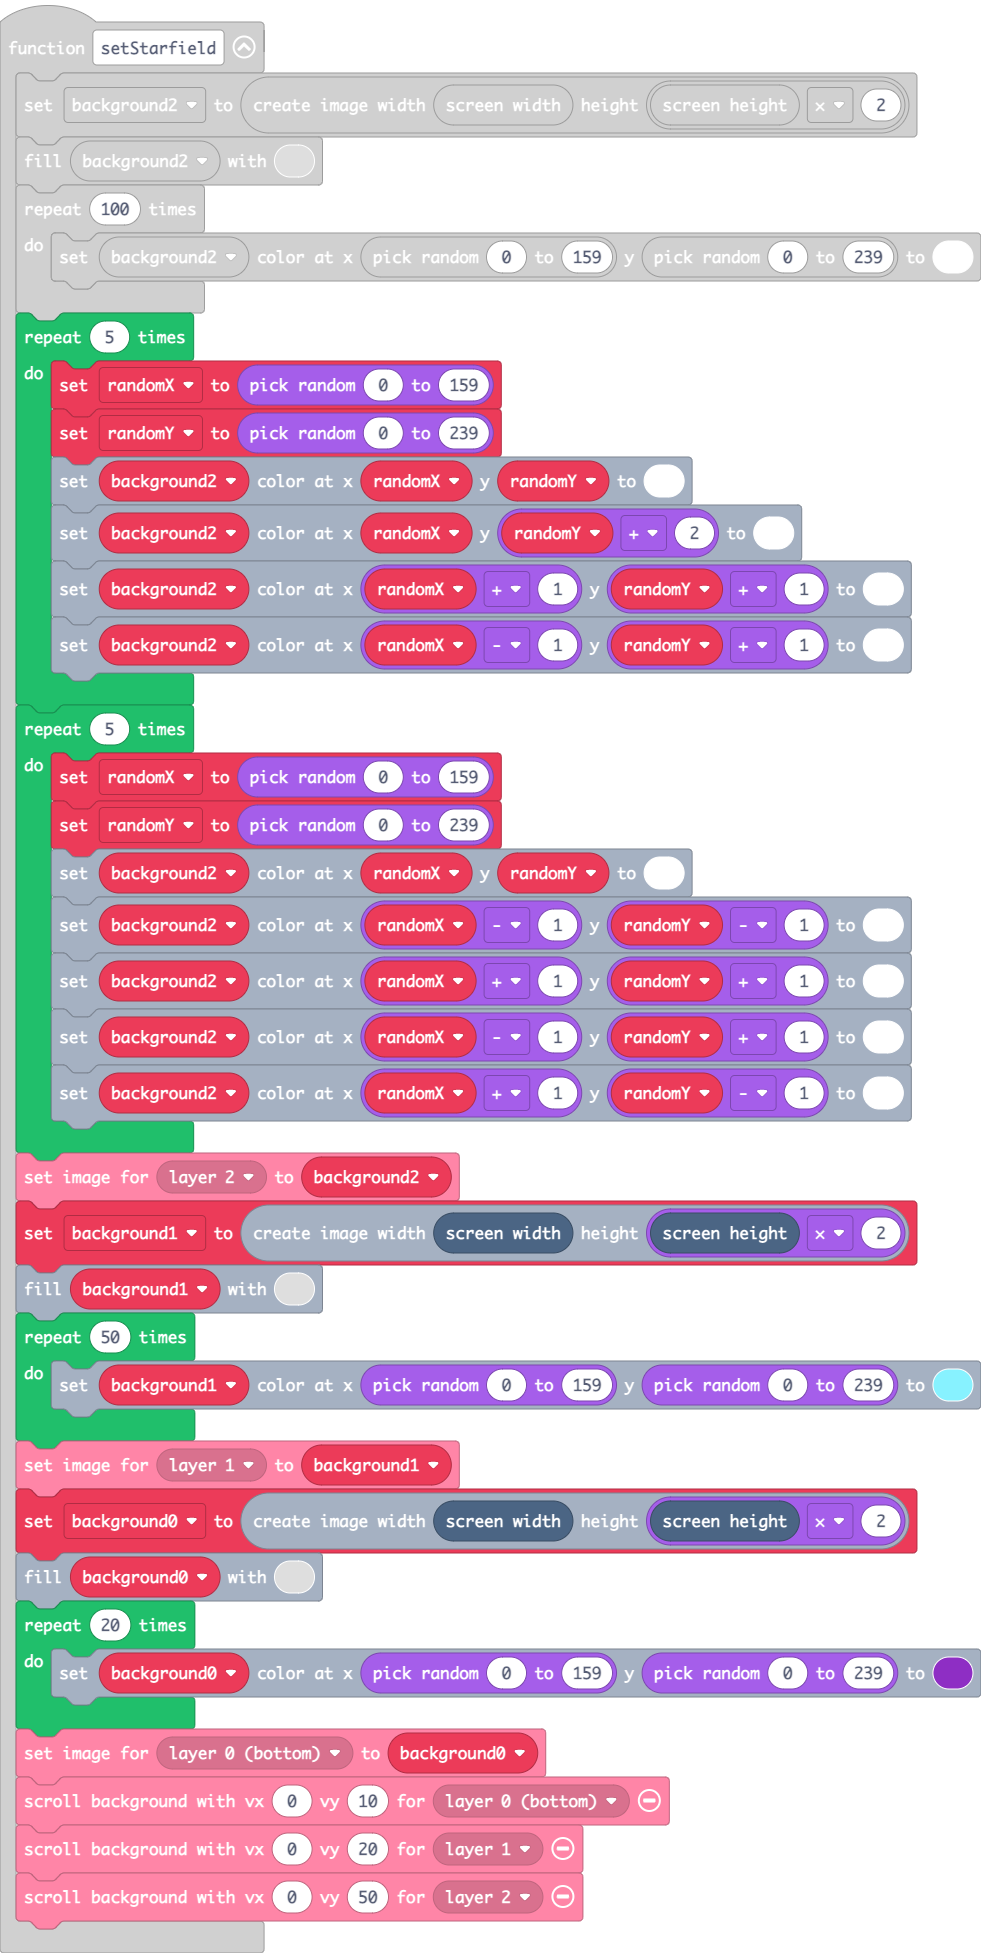 function setStarfield
set background2 to create image width screen width height screen height × 2
fill background2 with
repeat 100 times
do set background2 color at x pick random 0 to 159 y pick random 0 to 239 to
repeat 5 times
do set randomX to pick random 0 to 159
set randomY to pick random 0 to 239
set background2 color at x randomX y randomY to
set background2 color at x randomX y randomY + 2 to
set background2 color at x randomX + 1 y randomY + 1 to
set background2 color at x randomX - 1 y randomY + 1 to
repeat 5 times
do set randomX to pick random 0 to 159
set randomY to pick random 0 to 239
set background2 color at x randomX y randomY to
set background2 color at x randomX - 1 y randomY - 1 to
set background2 color at x randomX + 1 y randomY + 1 to
set background2 color at x randomX - 1 y randomY + 1 to
set background2 color at x randomX + 1 y randomY - 1 to
set image for layer 2 to background2
set background1 to create image width screen width height screen height × 2
fill background1 with
repeat 50 times
do set background1 color at x pick random 0 to 159 y pick random 0 to 239 to
set image for layer 1 to background1
set background0 to create image width screen width height screen height × 2
fill background0 with
repeat 20 times
do set background0 color at x pick random 0 to 159 y pick random 0 to 239 to
set image for layer 0 (bottom) to background0
scroll background with vx 0 vy 10 for layer 0 (bottom)
scroll background with vx 0 vy 20 for layer 1
scroll background with vx 0 vy 50 for layer 2